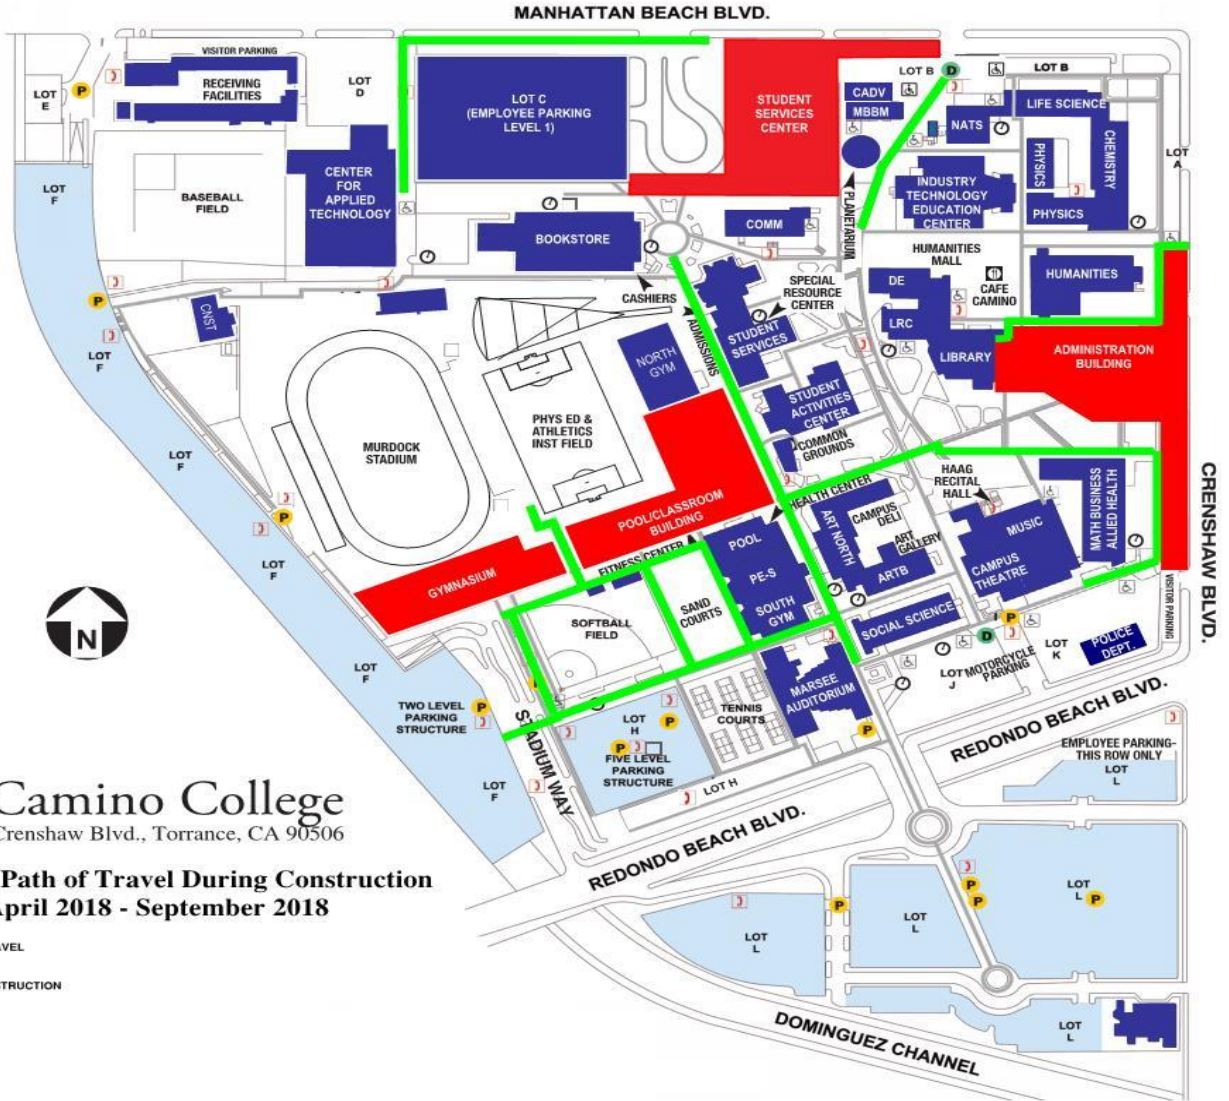 MANHATTAN BEACH BLVD.
VISITOR PARKING
RECEIVING
FACILITIES
LOT
E
P
LOT
D
LOT C
(EMPLOYEE PARKING
LEVEL 1)
STUDENT
SERVICES
CENTER
LOT B
D
LOT B
CADV
MBBM
NATS
LIFE SCIENCE
CHEMISTRY
PHYSICS
PHYSICS
LOT
A
LOT
F
BASEBALL
FIELD
CENTER
FOR
APPLIED
TECHNOLOGY
BOOKSTORE
COMM
PLANETARIUM
INDUSTRY
TECHNOLOGY
EDUCATION
CENTER
HUMANITIES
MALL
CAFE
CAMINO
HUMANITIES
P
LOT
F
CNST
CASHIERS
ADMISSIONS
SPECIAL
RESOURCE
CENTER
STUDENT
SERVICES
DE
LRC
LIBRARY
ADMINISTRATION
BUILDING
NORTH
GYM
STUDENT
ACTIVITIES
CENTER
COMMON
GROUNDS
MURDOCK
STADIUM
PHYS ED &
ATHLETICS
INST FIELD
LOT
F
POOL/CLASSROOM
BUILDING
HEALTH CENTER
HAAG
RECITAL
HALL
MATH BUSINESS
ALLIED HEALTH
CRENSHAW BLVD.
P
LOT
F
GYMNASIUM
FITNESS CENTER
POOL
PE-S
SOUTH
GYM
ART NORTH
CAMPUS
DELI
ART
GALLERY
ARTB
MUSIC
CAMPUS
THEATRE
VISITOR PARKING
N
SOFTBALL
FIELD
SAND
COURTS
SOCIAL SCIENCE
P
D
LOT
K
POLICE
DEPT.
LOT
J
MOTORCYCLE
PARKING
LOT
F
TWO LEVEL
PARKING
STRUCTURE
P
STADIUM WAY
LOT
H
P
P
FIVE LEVEL
PARKING
STRUCTURE
TENNIS
COURTS
MARSEE
AUDITORIUM
P
REDONDO BEACH BLVD.
EMPLOYEE PARKING-
THIS ROW ONLY
LOT
L
LOT
F
LOT H
REDONDO BEACH BLVD.
Camino College
Crenshaw Blvd., Torrance, CA 90506
Path of Travel During Construction
April 2018 - September 2018
LOT
L
P
LOT
L
P
P
LOT
L
P
LOT
L
DOMINGUEZ CHANNEL